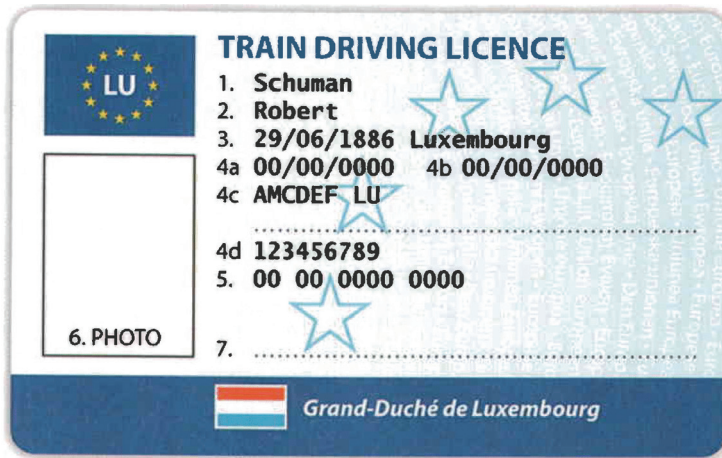 LU
TRAIN DRIVING LICENCE
1. Schuman
2. Robert
3. 29/06/1886 Luxembourg
4a 00/00/0000 4b 00/00/0000
4c AMCDEF LU
4d 123456789
5. 00 00 0000 0000
6. PHOTO
7.
Grand-Duché de Luxembourg